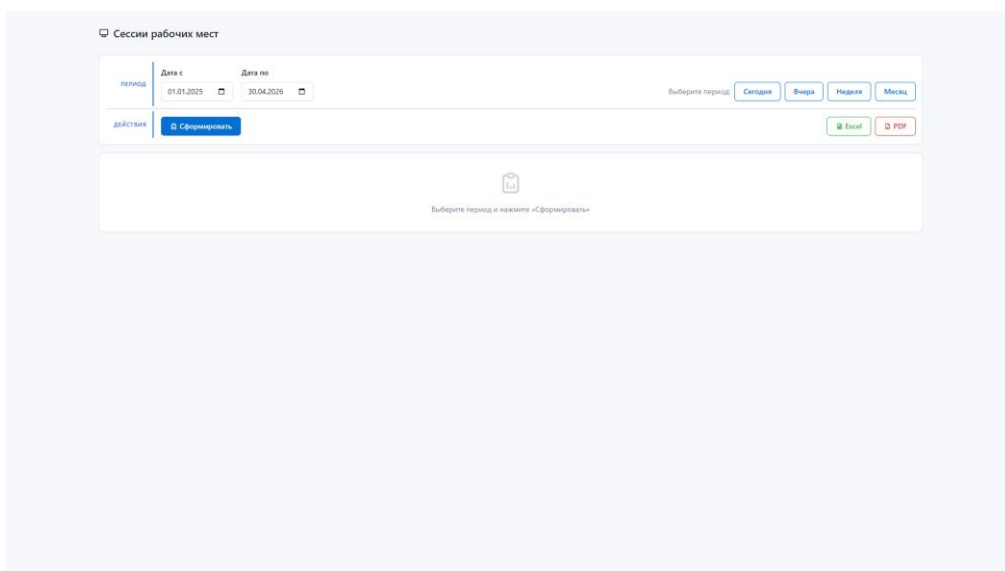 Сессии рабочих мест
Дата с Дата по
ПЕРИОД 01.01.2025 30.04.2026 Выберите период: Сегодня Вчера Неделя Месяц
ДЕЙСТВИЯ Сформировать Excel PDF
Выберите период и нажмите «Сформировать»